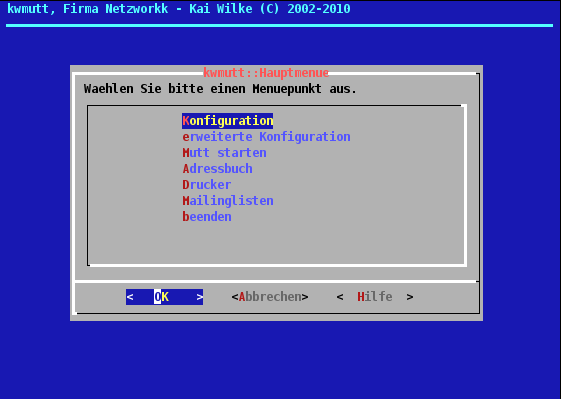 kwmutt, Firma Netzworkk - Kai Wilke (C) 2002-2010
kwmutt::Hauptmenue
Waehlen Sie bitte einen Menuepunkt aus.
Konfiguration
erweiterte Konfiguration
Mutt starten
Adressbuch
Drucker
Mailinglisten
beenden
< OK > <Abbrechen> < Hilfe >